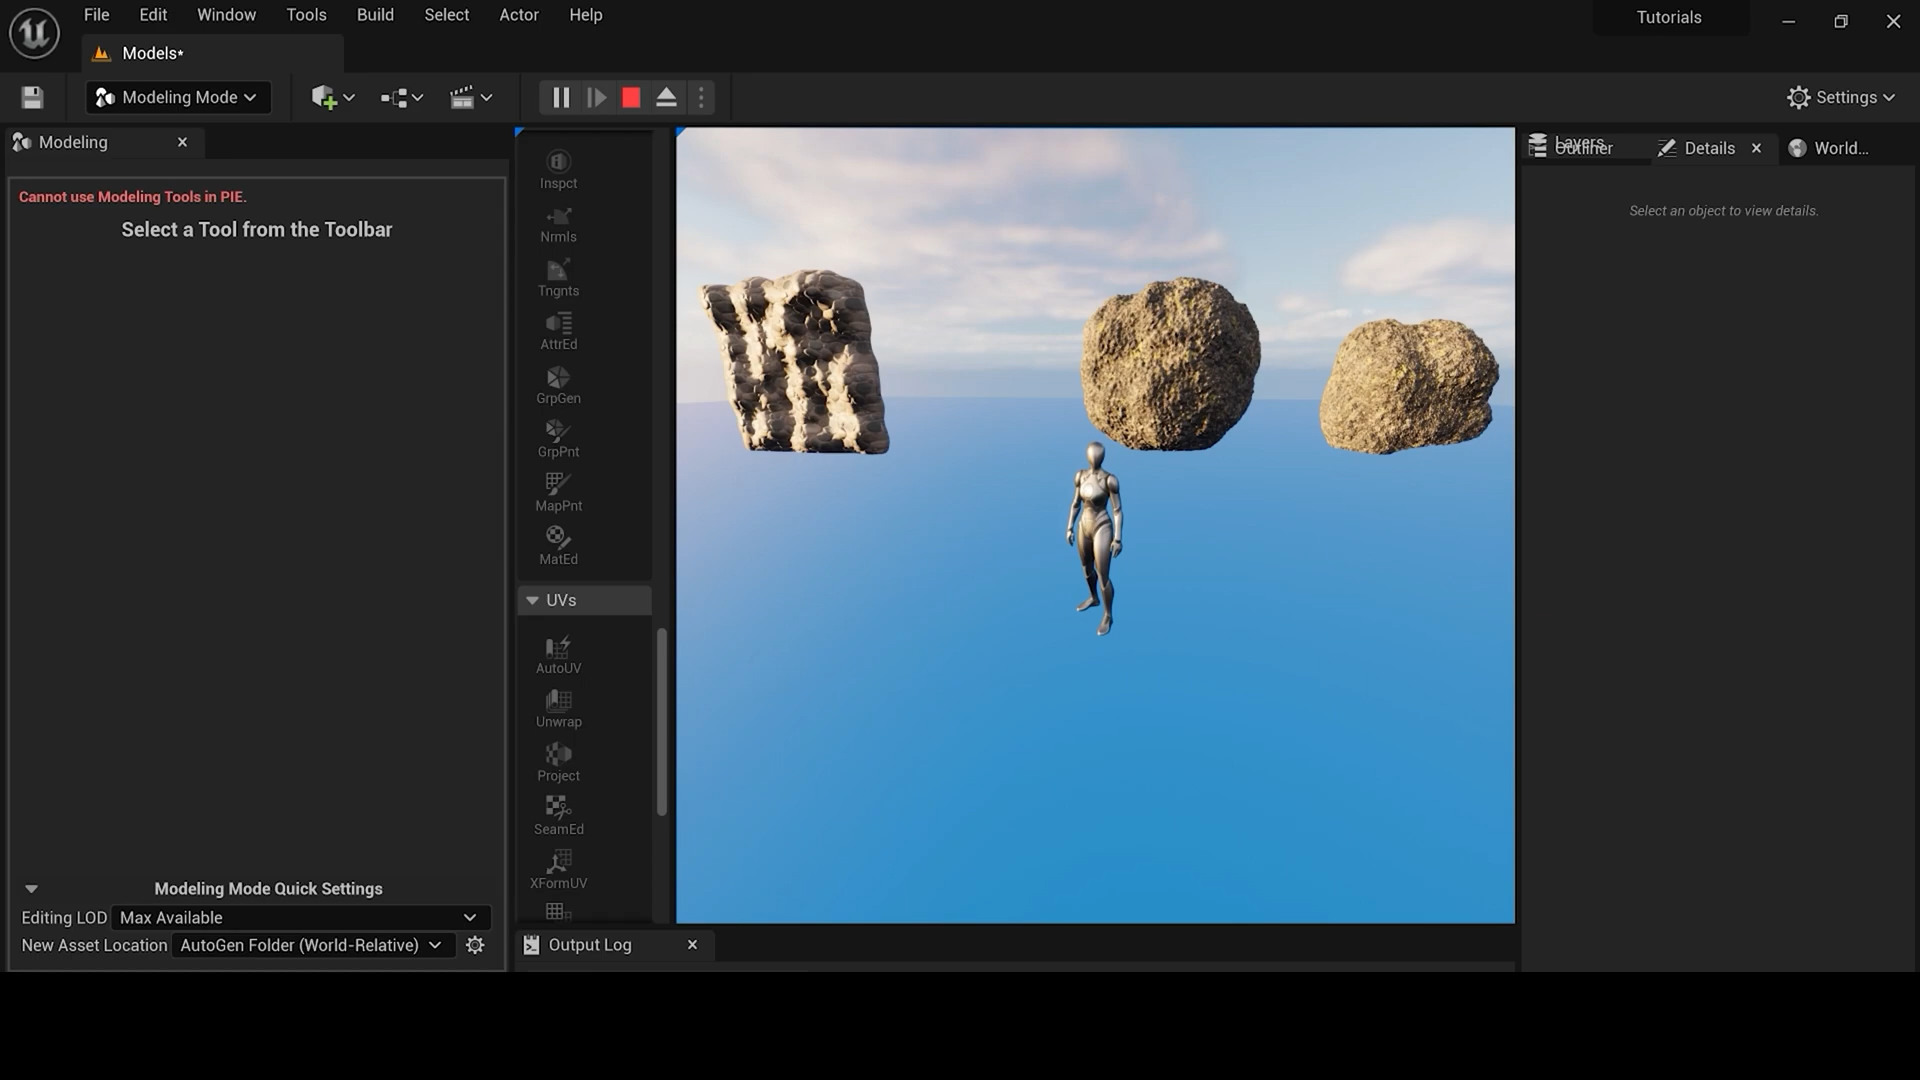 File Edit Window Tools Build Select Actor Help
Tutorials
Models*
Modeling Mode
Settings
Modeling
Cannot use Modeling Tools in PIE.
Select a Tool from the Toolbar
Modeling Mode Quick Settings
Editing LOD Max Available
New Asset Location AutoGen Folder (World-Relative)
Inspct
Nrmls
Tngnts
AttrEd
GrpGen
GrpPnt
MapPnt
MatEd
UVs
AutoUV
Unwrap
Project
SeamEd
XFormUV
Output Log
Layers
Outliner
Details
World...
Select an object to view details.